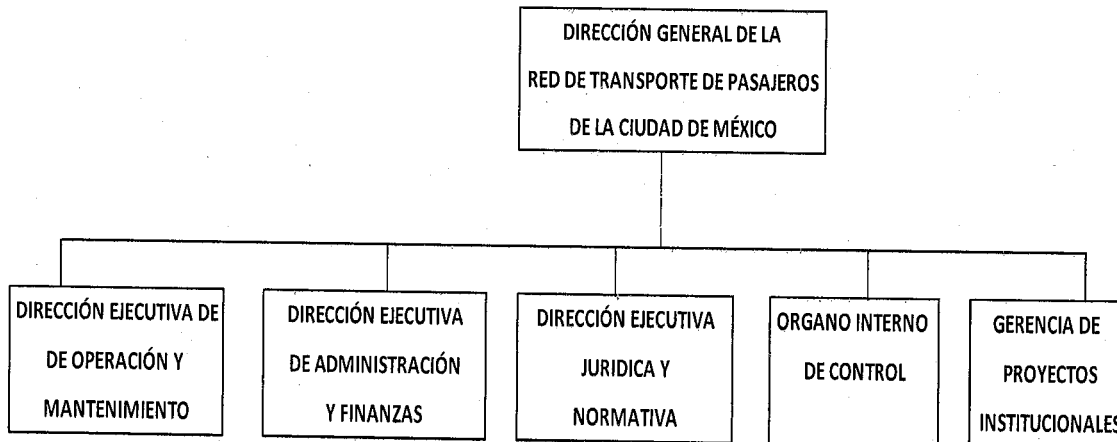 DIRECCIÓN GENERAL DE LA
RED DE TRANSPORTE DE PASAJEROS
DE LA CIUDAD DE MÉXICO
DIRECCIÓN EJECUTIVA DE
DE OPERACIÓN Y
MANTENIMIENTO
DIRECCIÓN EJECUTIVA
DE ADMINISTRACIÓN
Y FINANZAS
DIRECCIÓN EJECUTIVA
JURIDICA Y
NORMATIVA
ORGANO INTERNO
DE CONTROL
GERENCIA DE
PROYECTOS
INSTITUCIONALES